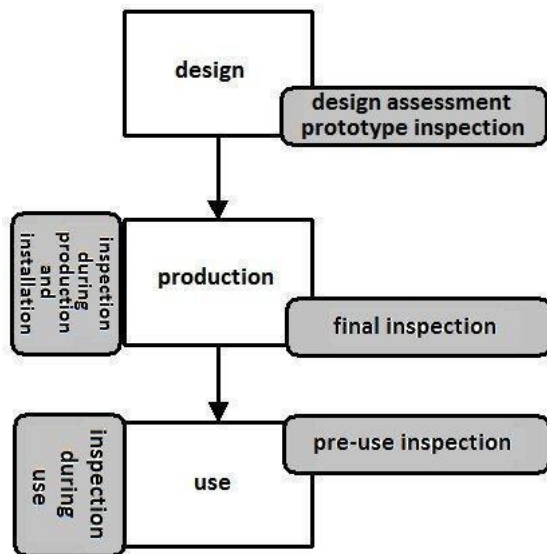 design
design assessment
prototype inspection
inspection
during
production
and
installation
production
final inspection
pre-use inspection
inspection
during
use
use